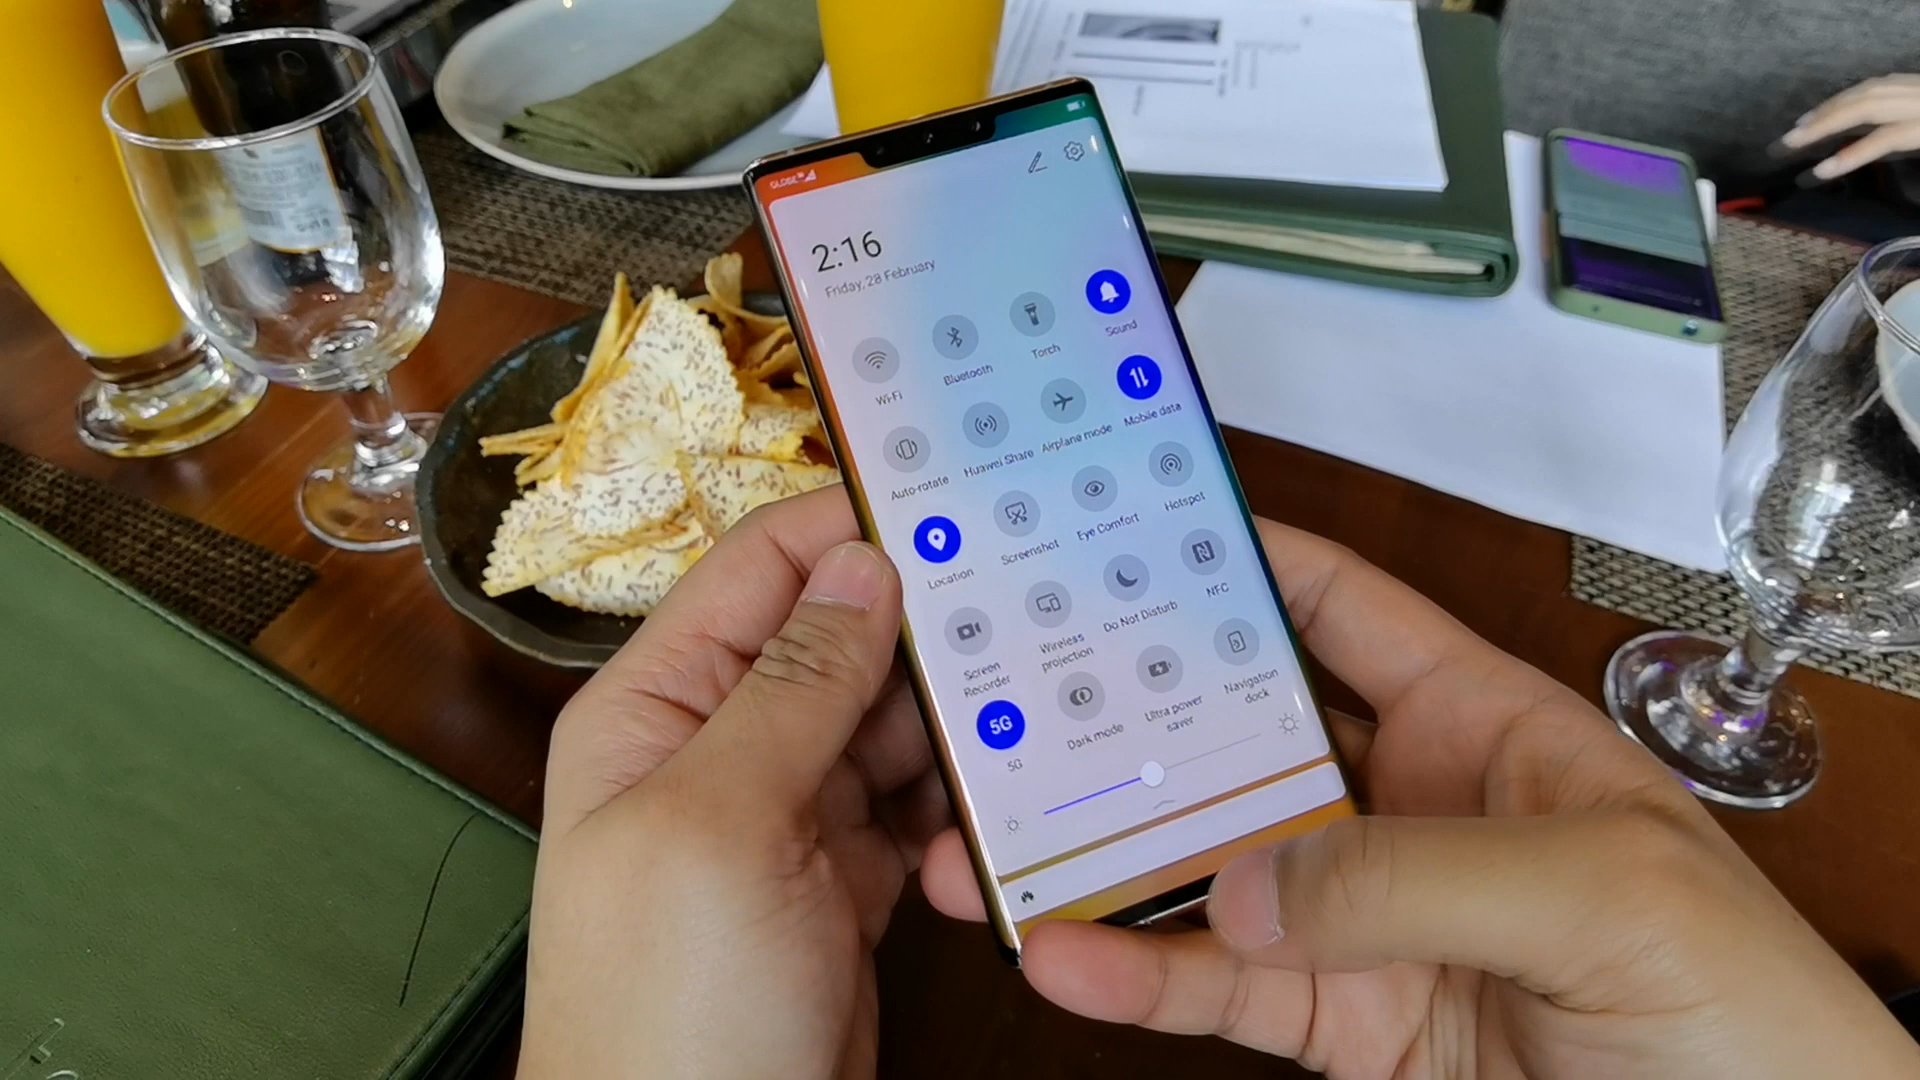 GLOBE
2:16
Friday, 28 February
Wi-Fi
Bluetooth
Torch
Sound
Auto-rotate
Huawei Share
Airplane mode
Mobile data
Location
Screenshot
Eye Comfort
Hotspot
Screen
Recorder
Wireless
projection
Do Not Disturb
NFC
5G
5G
Dark mode
Ultra power
saver
Navigation
dock